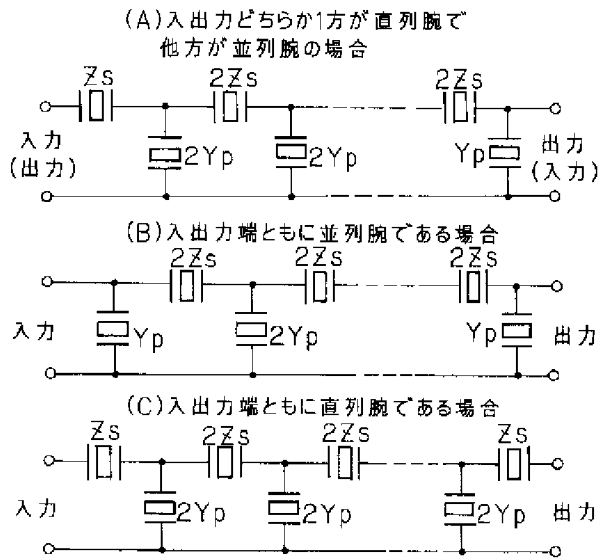 (A)入出力どちらか1方が直列腕で
他方が並列腕の場合
Zs 2Zs 2Zs
入力
(出力)
2Yp 2Yp Yp
出力
(入力)
(B)入出力端ともに並列腕である場合
2Zs 2Zs 2Zs
入力 Yp 2Yp Yp 出力
(C)入出力端ともに直列腕である場合
Zs 2Zs 2Zs Zs
入力 2Yp 2Yp 2Yp 出力